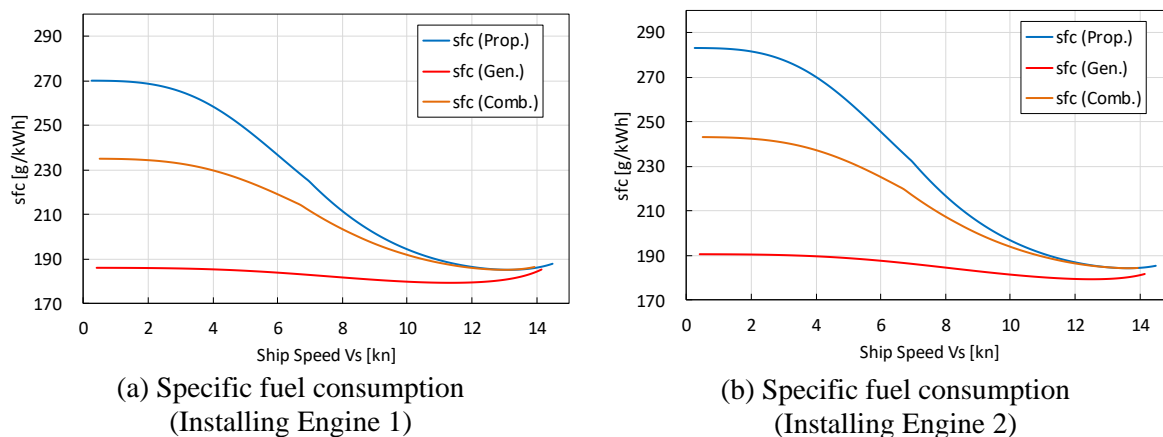 290
270
250
230
210
190
170
sfc [g/kWh]
sfc (Prop.)
sfc (Gen.)
sfc (Comb.)
0 2 4 6 8 10 12 14
Ship Speed Vs [kn]
(a) Specific fuel consumption
(Installing Engine 1)
290
270
250
230
210
190
170
sfc [g/kWh]
sfc (Prop.)
sfc (Gen.)
sfc (Comb.)
0 2 4 6 8 10 12 14
Ship Speed Vs [kn]
(b) Specific fuel consumption
(Installing Engine 2)